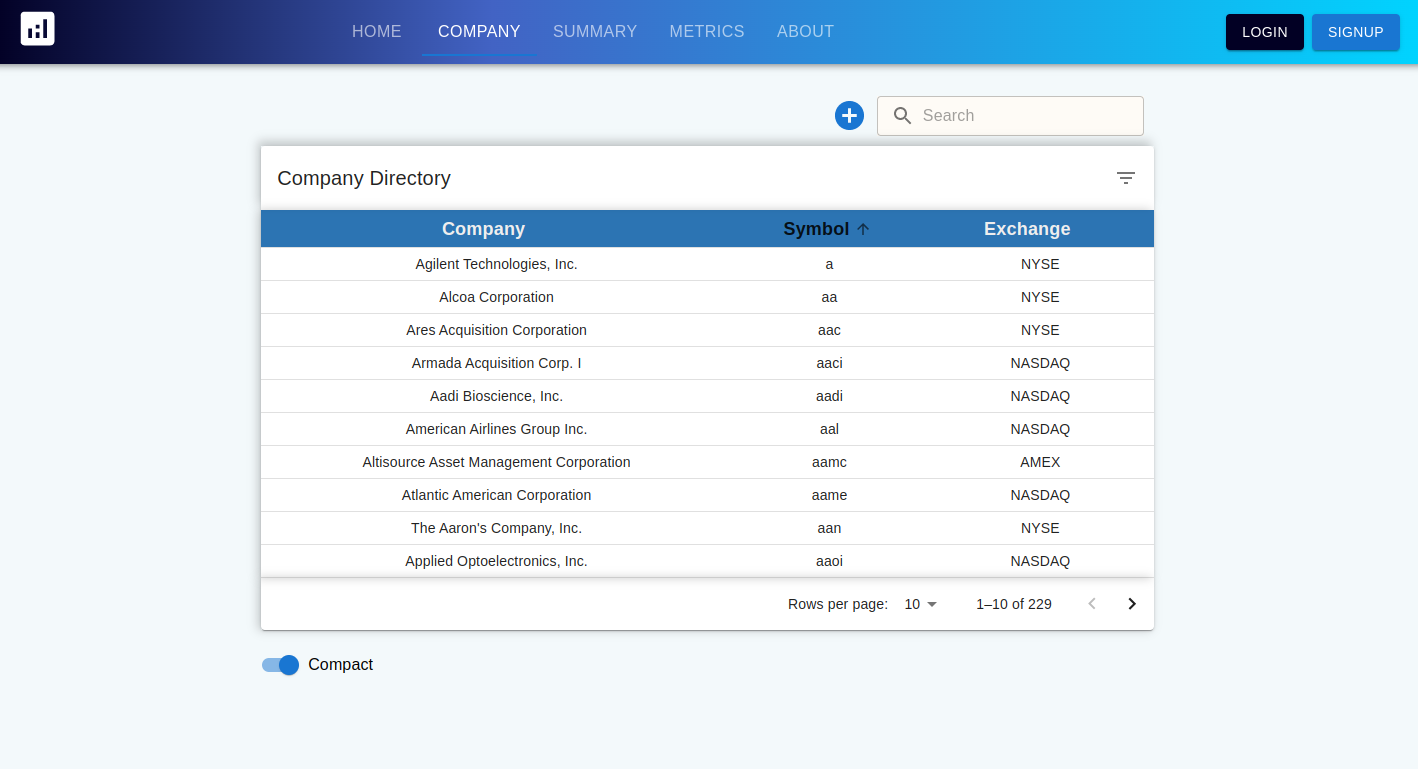 HOME COMPANY SUMMARY METRICS ABOUT LOGIN SIGNUP
Search
Company Directory
Company Symbol Exchange
Agilent Technologies, Inc. a NYSE
Alcoa Corporation aa NYSE
Ares Acquisition Corporation aac NYSE
Armada Acquisition Corp. I aaci NASDAQ
Aadi Bioscience, Inc. aadi NASDAQ
American Airlines Group Inc. aal NASDAQ
Altisource Asset Management Corporation aamc AMEX
Atlantic American Corporation aame NASDAQ
The Aaron's Company, Inc. aan NYSE
Applied Optoelectronics, Inc. aaoi NASDAQ
Rows per page: 10 1–10 of 229
Compact